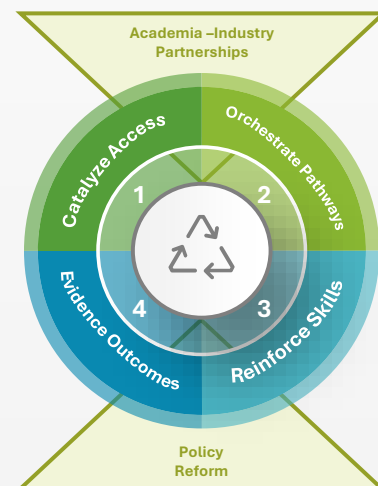 Academia –Industry
Partnerships
Catalyze Access
Orchestrate Pathways
1
2
4
3
Evidence Outcomes
Reinforce Skills
Policy
Reform